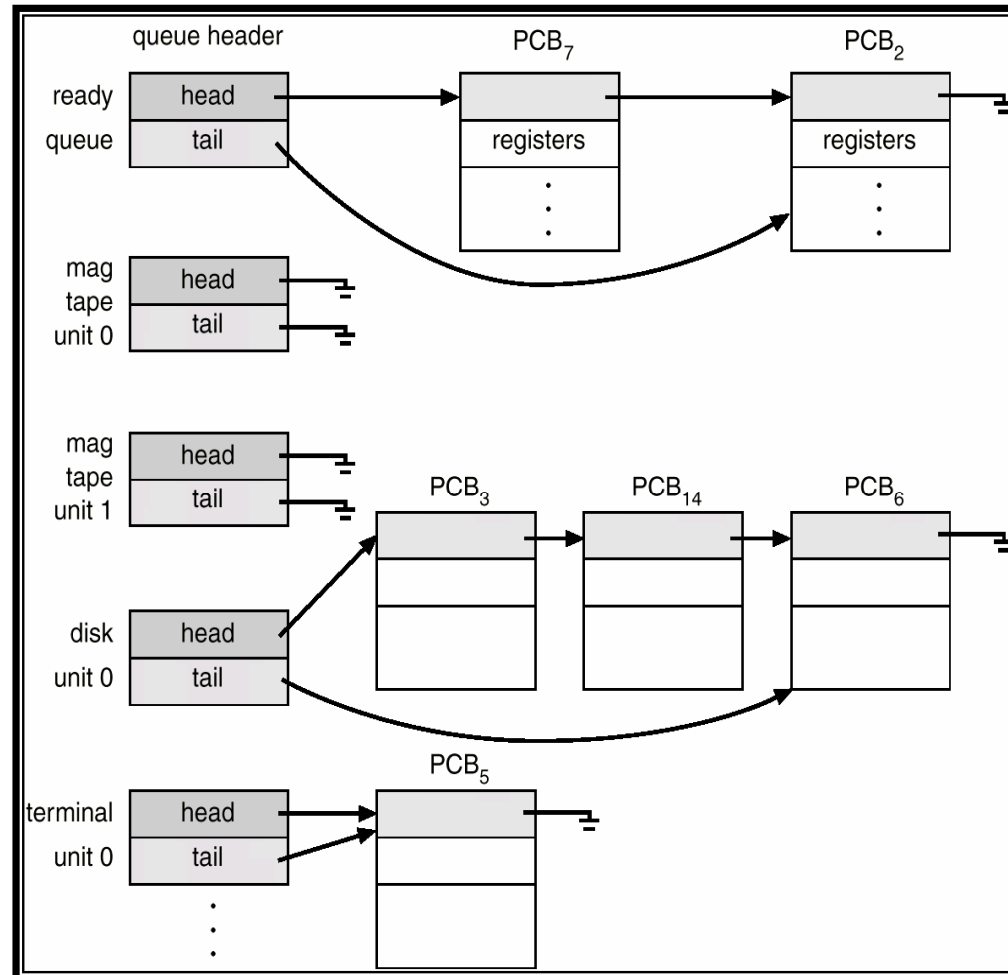 queue header
PCB7
PCB2
ready
queue
head
tail
registers
registers
mag
tape
unit 0
head
tail
mag
tape
unit 1
head
tail
PCB3
PCB14
PCB6
disk
unit 0
head
tail
PCB5
terminal
unit 0
head
tail